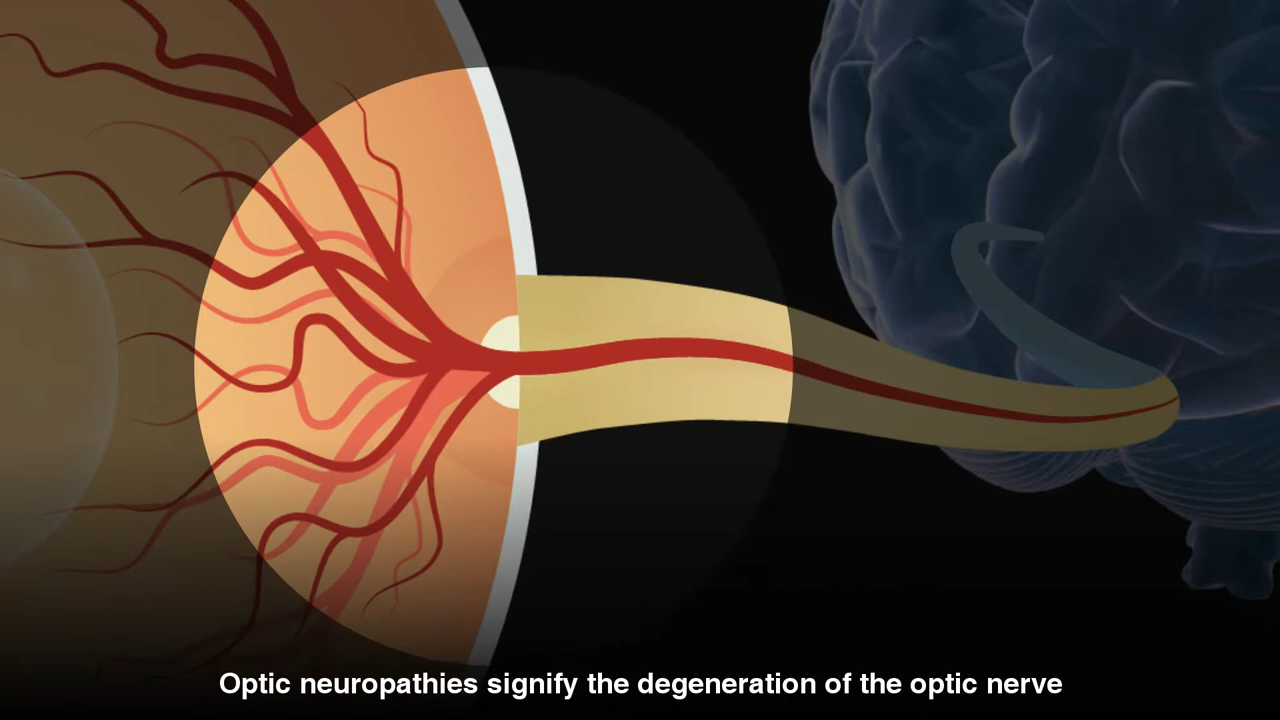 Optic neuropathies signify the degeneration of the optic nerve